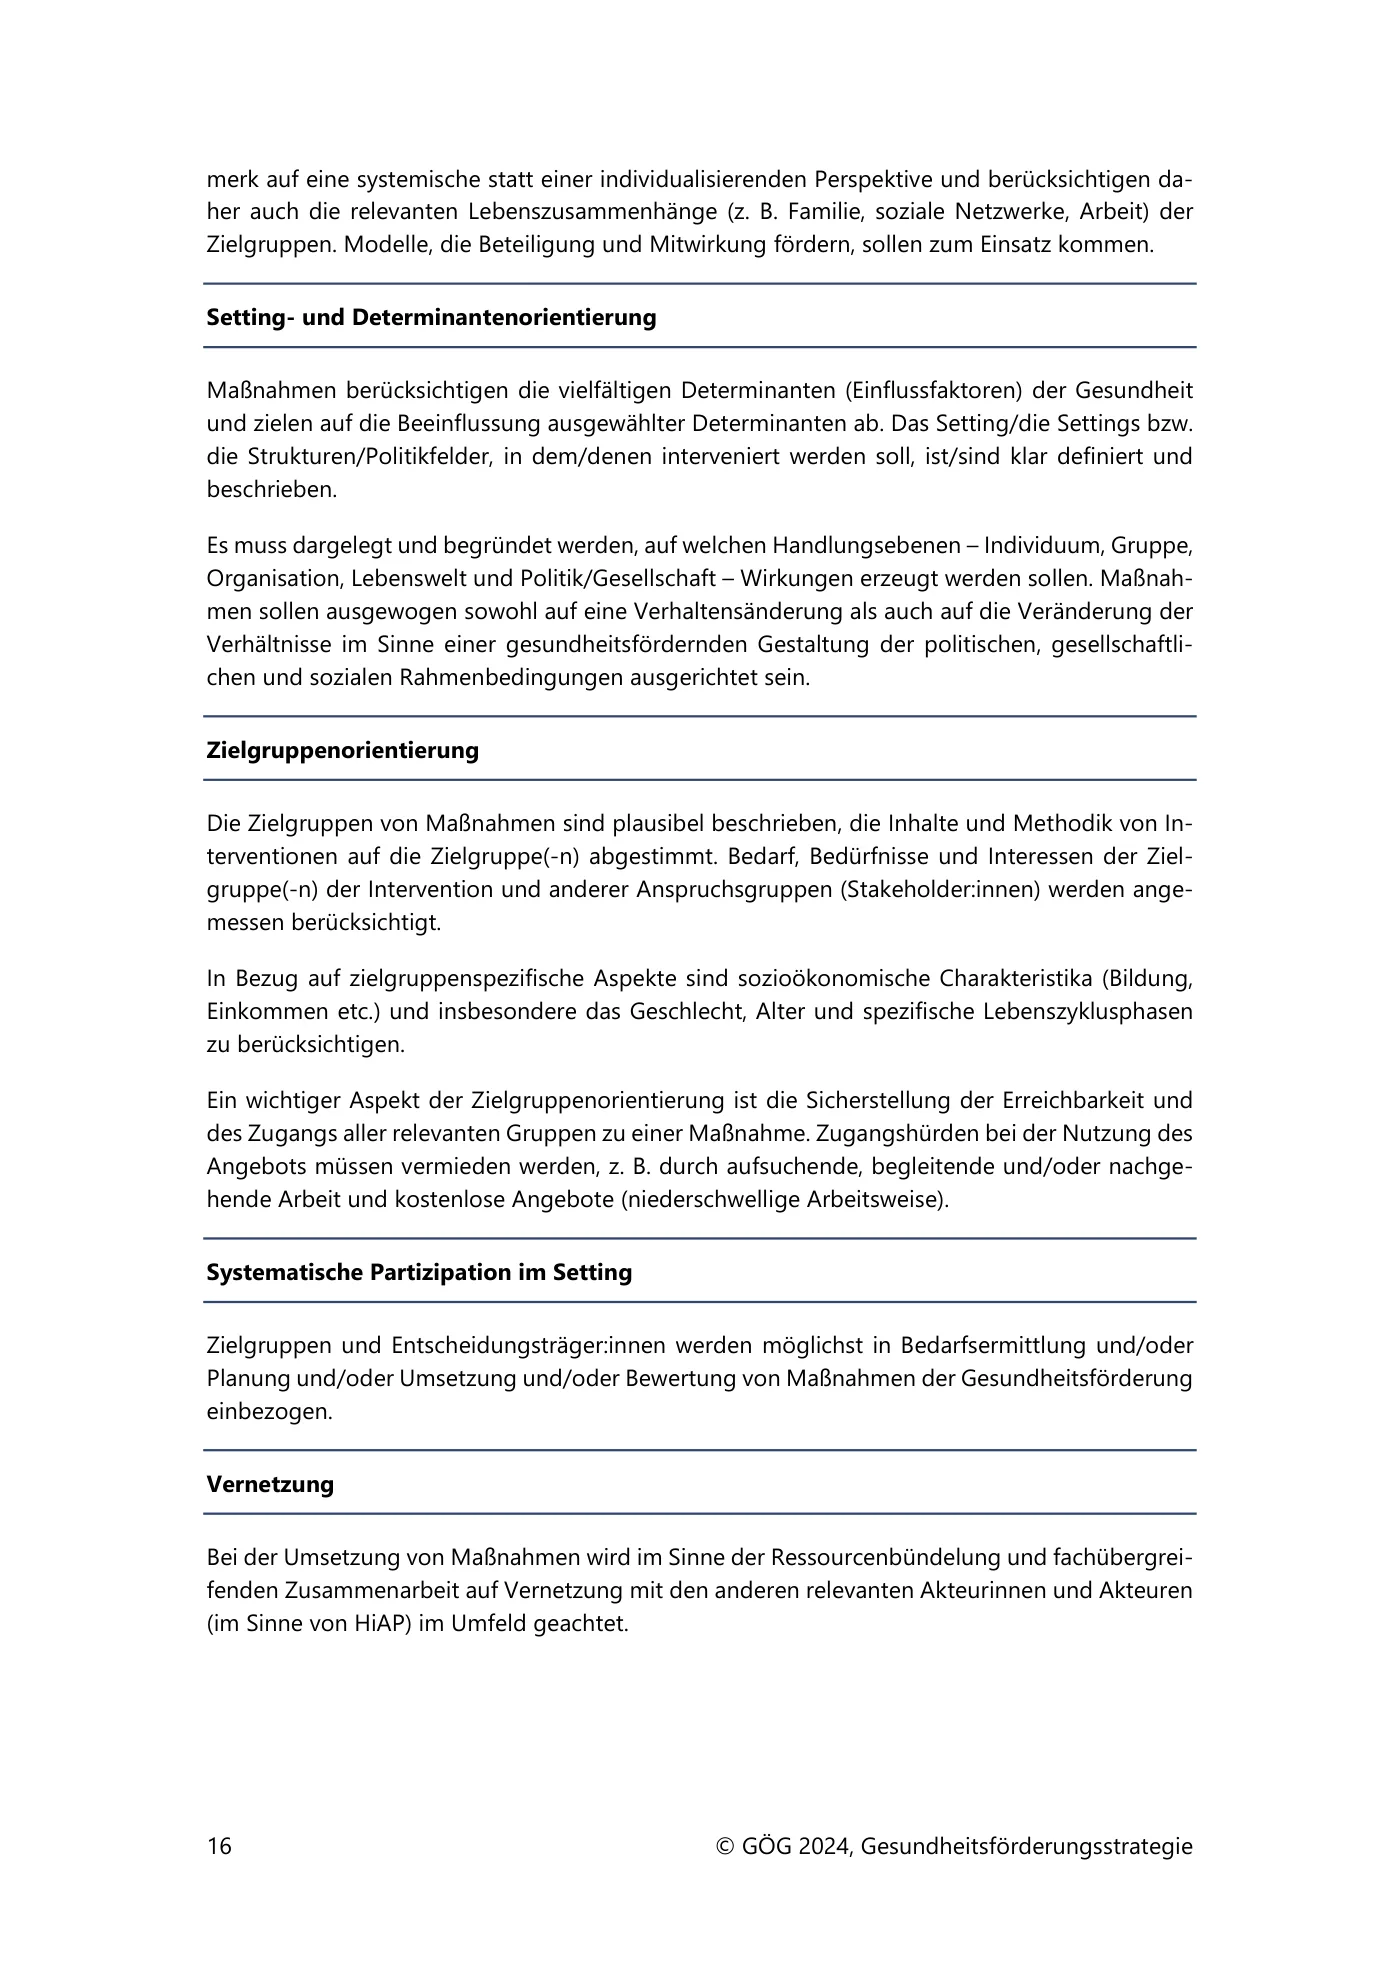 merk auf eine systemische statt einer individualisierenden Perspektive und berücksichtigen da-
her auch die relevanten Lebenszusammenhänge (z. B. Familie, soziale Netzwerke, Arbeit) der
Zielgruppen. Modelle, die Beteiligung und Mitwirkung fördern, sollen zum Einsatz kommen.
Setting- und Determinantenorientierung
Maßnahmen berücksichtigen die vielfältigen Determinanten (Einflussfaktoren) der Gesundheit
und zielen auf die Beeinflussung ausgewählter Determinanten ab. Das Setting/die Settings bzw.
die Strukturen/Politikfelder, in dem/denen interveniert werden soll, ist/sind klar definiert und
beschrieben.
Es muss dargelegt und begründet werden, auf welchen Handlungsebenen – Individuum, Gruppe,
Organisation, Lebenswelt und Politik/Gesellschaft – Wirkungen erzeugt werden sollen. Maßnah-
men sollen ausgewogen sowohl auf eine Verhaltensänderung als auch auf die Veränderung der
Verhältnisse im Sinne einer gesundheitsfördernden Gestaltung der politischen, gesellschaftli-
chen und sozialen Rahmenbedingungen ausgerichtet sein.
Zielgruppenorientierung
Die Zielgruppen von Maßnahmen sind plausibel beschrieben, die Inhalte und Methodik von In-
terventionen auf die Zielgruppe(-n) abgestimmt. Bedarf, Bedürfnisse und Interessen der Ziel-
gruppe(-n) der Intervention und anderer Anspruchsgruppen (Stakeholder:innen) werden ange-
messen berücksichtigt.
In Bezug auf zielgruppenspezifische Aspekte sind sozioökonomische Charakteristika (Bildung,
Einkommen etc.) und insbesondere das Geschlecht, Alter und spezifische Lebenszyklusphasen
zu berücksichtigen.
Ein wichtiger Aspekt der Zielgruppenorientierung ist die Sicherstellung der Erreichbarkeit und
des Zugangs aller relevanten Gruppen zu einer Maßnahme. Zugangshürden bei der Nutzung des
Angebots müssen vermieden werden, z. B. durch aufsuchende, begleitende und/oder nachge-
hende Arbeit und kostenlose Angebote (niederschwellige Arbeitsweise).
Systematische Partizipation im Setting
Zielgruppen und Entscheidungsträger:innen werden möglichst in Bedarfsermittlung und/oder
Planung und/oder Umsetzung und/oder Bewertung von Maßnahmen der Gesundheitsförderung
einbezogen.
Vernetzung
Bei der Umsetzung von Maßnahmen wird im Sinne der Ressourcenbündelung und fachübergrei-
fenden Zusammenarbeit auf Vernetzung mit den anderen relevanten Akteurinnen und Akteuren
(im Sinne von HiAP) im Umfeld geachtet.
16 © GÖG 2024, Gesundheitsförderungsstrategie